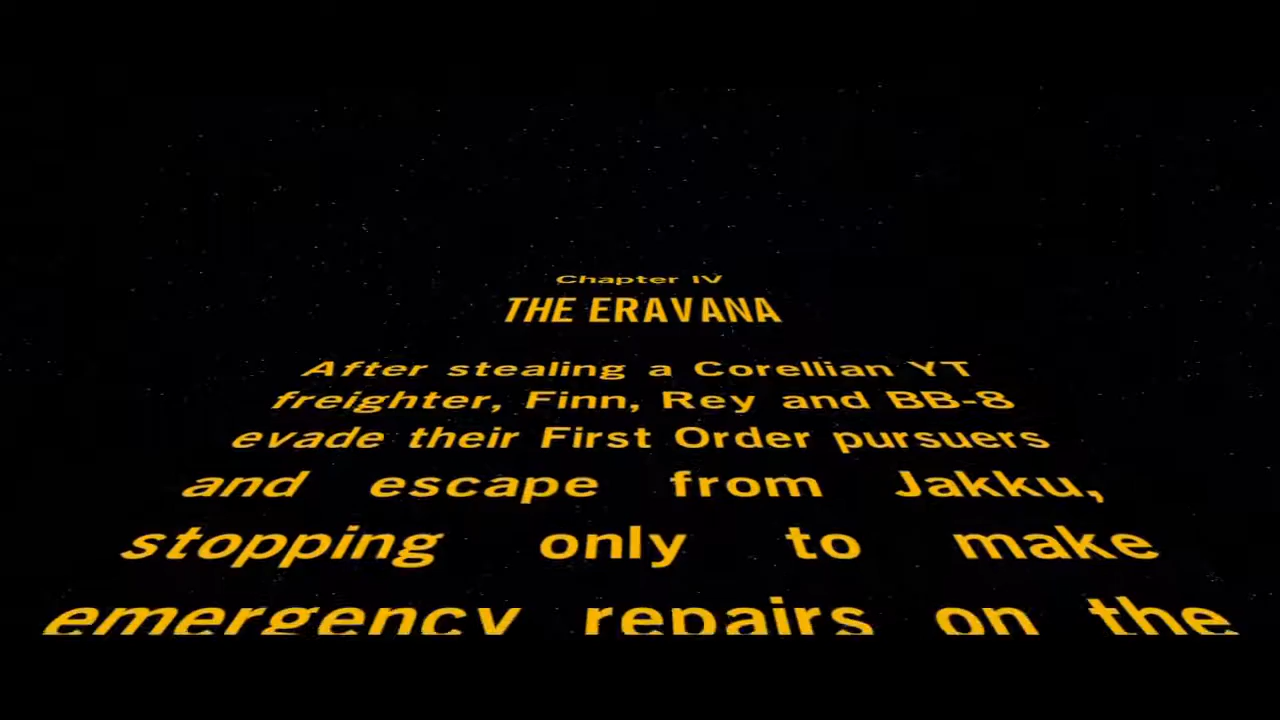 Chapter IV
THE ERAVANA
After stealing a Corellian YT
freighter, Finn, Rey and BB-8
evade their First Order pursuers
and escape from Jakku,
stopping only to make
emergency repairs on the